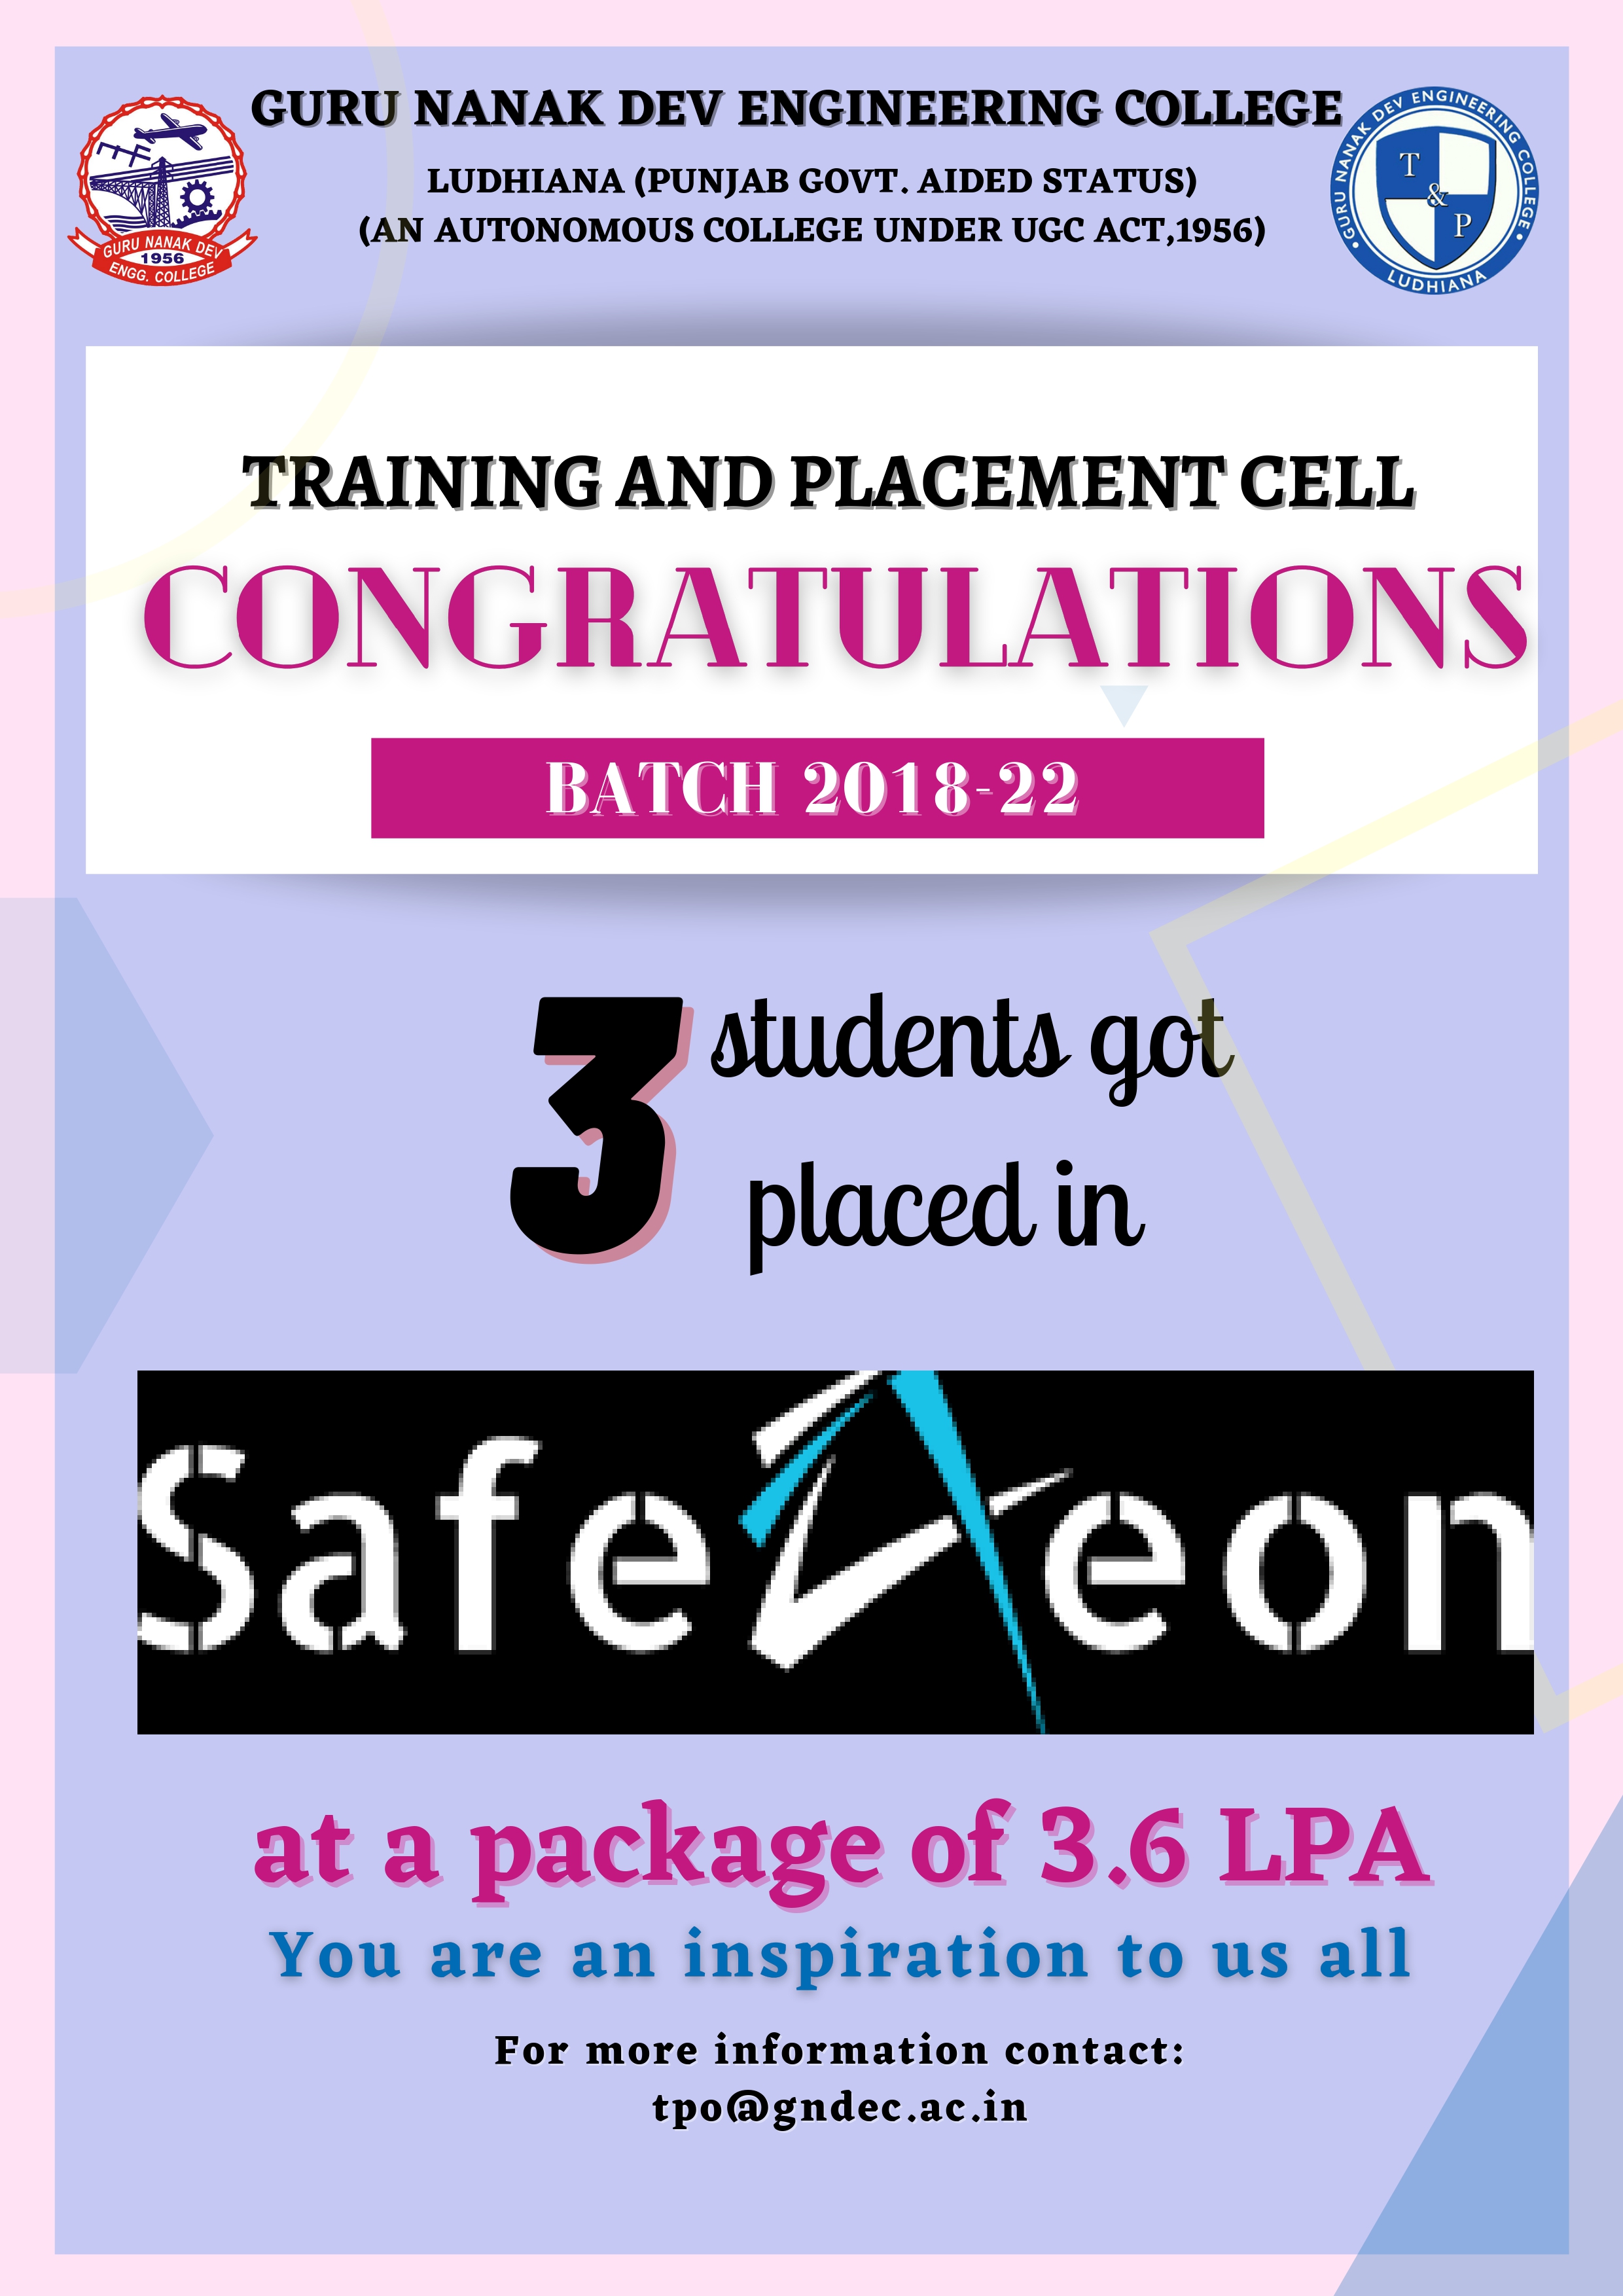 GURU NANAK DEV ENGINEERING COLLEGE
LUDHIANA (PUNJAB GOVT. AIDED STATUS)
(AN AUTONOMOUS COLLEGE UNDER UGC ACT,1956)
GURU NANAK DEV
1956
ENGG. COLLEGE
GURU NANAK DEV ENGINEERING COLLEGE
T
&
P
LUDHIANA
TRAINING AND PLACEMENT CELL
CONGRATULATIONS
BATCH 2018-22
3 students got
placed in
SafeAeon
at a package of 3.6 LPA
You are an inspiration to us all
For more information contact:
tpo@gndec.ac.in